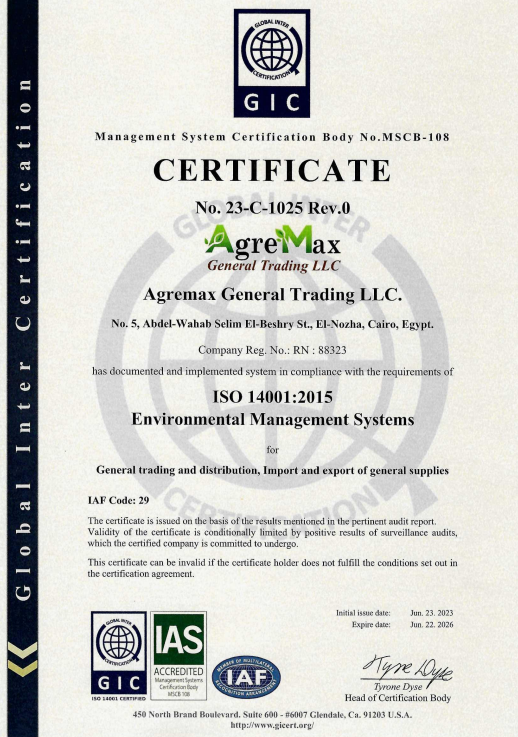 GLOBAL INTER
CERTIFICATION
GIC
Management System Certification Body No.MSCB-108
CERTIFICATE
No. 23-C-1025 Rev.0
AgreMax
General Trading LLC
Agremax General Trading LLC.
No. 5, Abdel-Wahab Selim El-Beshry St., El-Nozha, Cairo, Egypt.
Company Reg. No.: RN : 88323
has documented and implemented system in compliance with the requirements of
ISO 14001:2015
Environmental Management Systems
for
General trading and distribution, Import and export of general supplies
IAF Code: 29
The certificate is issued on the basis of the results mentioned in the pertinent audit report.
Validity of the certificate is conditionally limited by positive results of surveillance audits,
which the certified company is committed to undergo.
This certificate can be invalid if the certificate holder does not fulfill the conditions set out in
the certification agreement.
Initial issue date: Jun. 23. 2023
Expire date: Jun. 22. 2026
GLOBAL INTER
CERTIFICATION
GIC
ISO 14001 CERTIFIED
IAS
ACCREDITED
Management Systems
Certification Body
MSCB 108
MEMBER OF MULTILATERAL
RECOGNITION ARRANGEMENT
IAF
Tyrone Dyse
Tyrone Dyse
Head of Certification Body
450 North Brand Boulevard. Suite 600 - #6007 Glendale, Ca. 91203 U.S.A.
http://www.gicert.org/
Global Inter Certification
GLOBAL INTER
CERTIFICATION